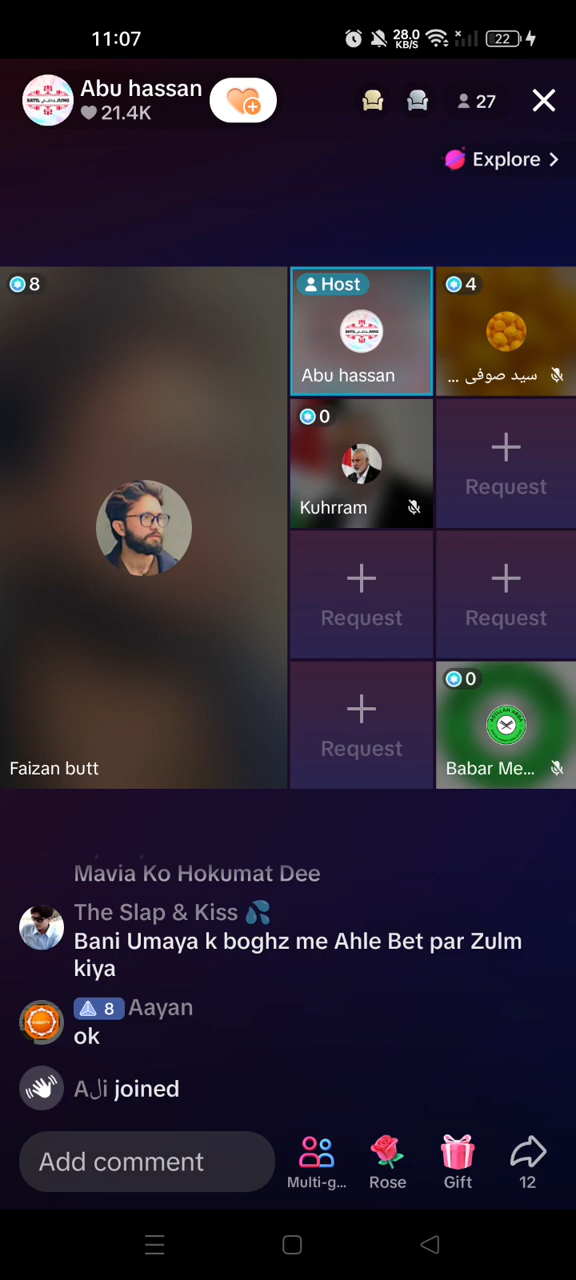 11:07
28.0
KB/S
22
Abu hassan
21.4K
27
Explore
8
Host
Abu hassan
4
سید صوفی ...
0
Kuhrram
Request
Request
Request
Request
0
Babar Me...
Faizan butt
Mavia Ko Hokumat Dee
The Slap & Kiss 💦
Bani Umaya k boghz me Ahle Bet par Zulm
kiya
8 Aayan
ok
Aلi joined
Add comment
Multi-g...
Rose
Gift
12